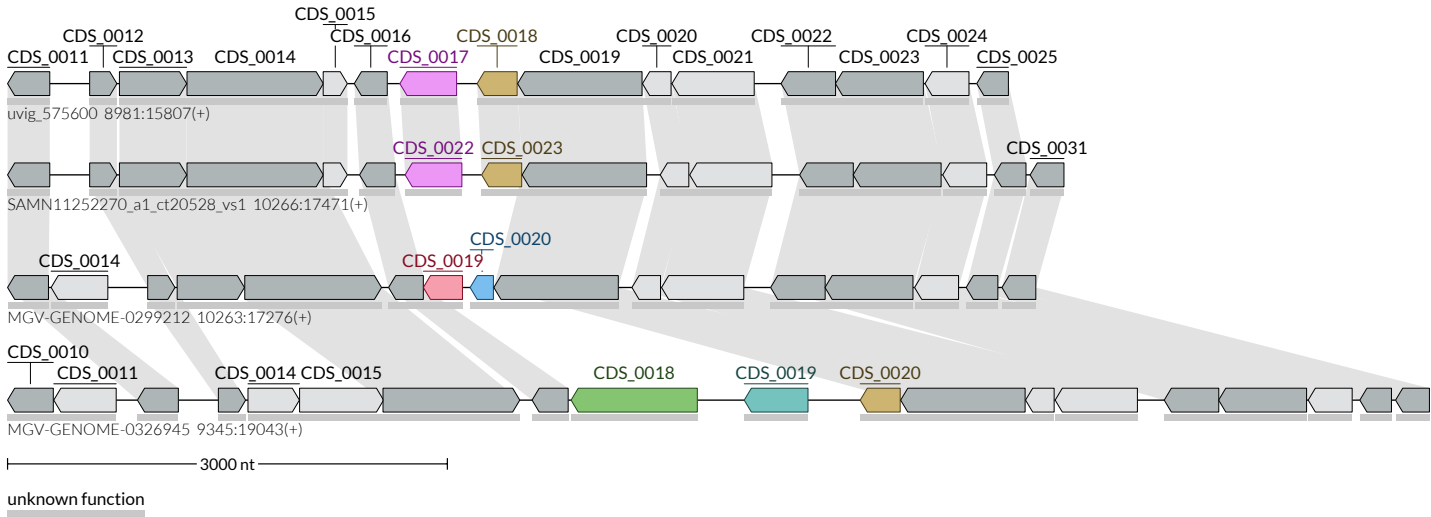 CDS_0015
CDS_0012 CDS_0016 CDS_0018 CDS_0020 CDS_0022 CDS_0024
CDS_0011 CDS_0013 CDS_0014 CDS_0017 CDS_0019 CDS_0021 CDS_0023 CDS_0025
uvig_575600 8981:15807(+)
CDS_0022 CDS_0023 CDS_0031
SAMN11252270_a1_ct20528_vs1 10266:17471(+)
CDS_0020
CDS_0014 CDS_0019
MGV-GENOME-0299212 10263:17276(+)
CDS_0010
CDS_0011 CDS_0014 CDS_0015 CDS_0018 CDS_0019 CDS_0020
MGV-GENOME-0326945 9345:19043(+)
3000 nt
unknown function